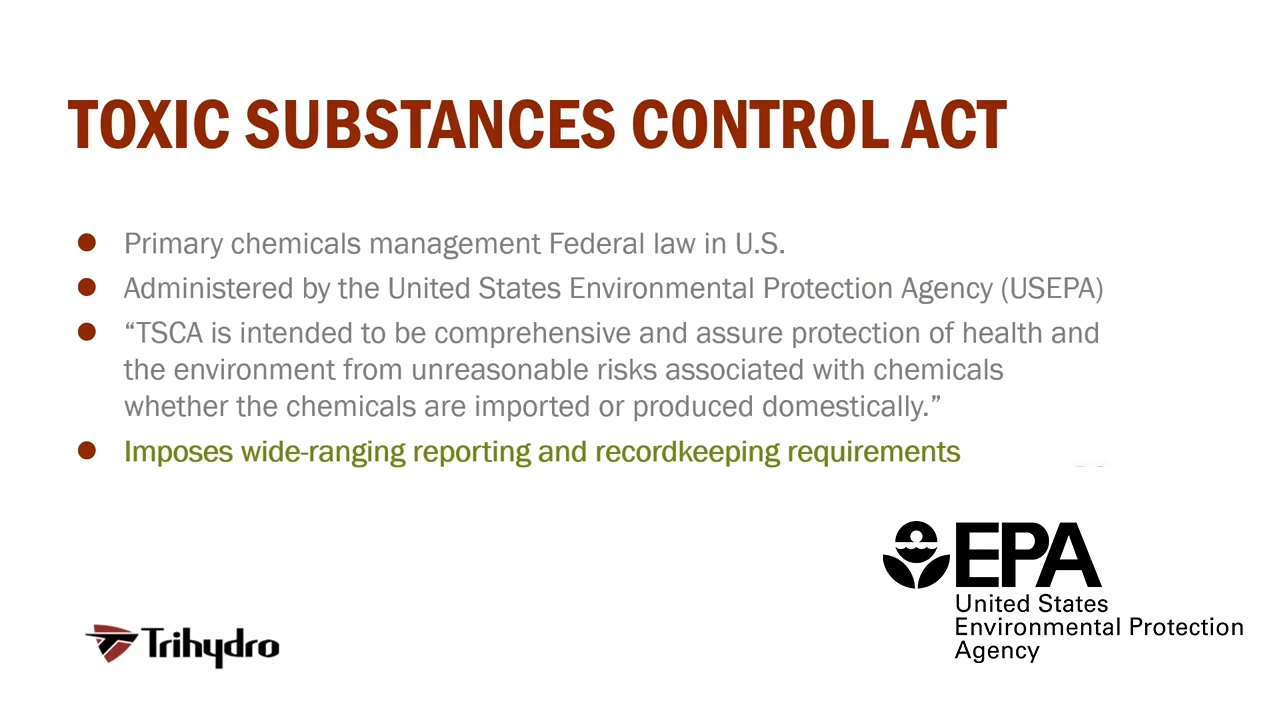 TOXIC SUBSTANCES CONTROL ACT
Primary chemicals management Federal law in U.S.
Administered by the United States Environmental Protection Agency (USEPA)
“TSCA is intended to be comprehensive and assure protection of health and
the environment from unreasonable risks associated with chemicals
whether the chemicals are imported or produced domestically.”
Imposes wide-ranging reporting and recordkeeping requirements
EPA
United States
Environmental Protection
Agency
Trihydro